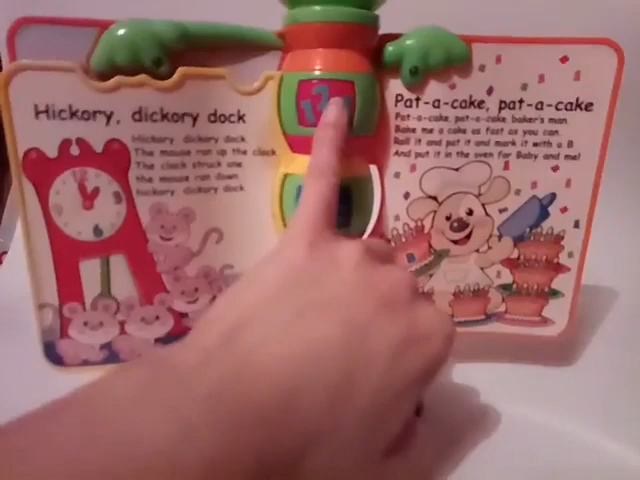 Hickory, dickory dock
Hickory dickory dock
The mouse ran up the clock
The clock struck one
the mouse ran down
hickory dickory dock
Pat-a-cake, pat-a-cake
Pat-a-cake, pat-a-cake baker's man
Bake me a cake as fast as you can.
Roll it and pat it and mark it with a B
And put it in the oven for Baby and me!